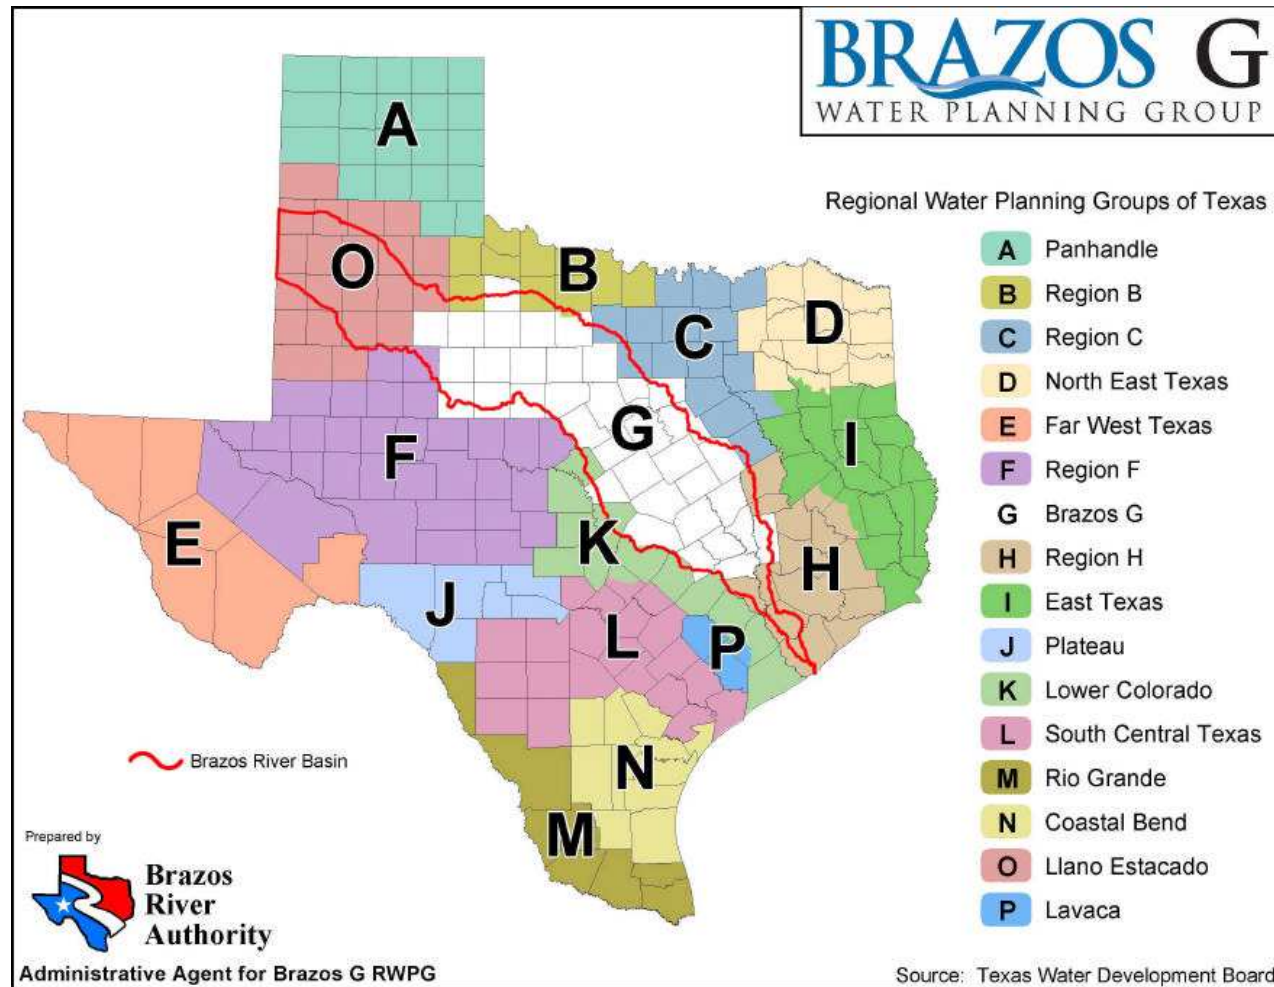 BRAZOS G
WATER PLANNING GROUP
Regional Water Planning Groups of Texas
A Panhandle
B Region B
C Region C
D North East Texas
E Far West Texas
F Region F
G Brazos G
H Region H
I East Texas
J Plateau
K Lower Colorado
L South Central Texas
M Rio Grande
N Coastal Bend
O Llano Estacado
P Lavaca
A
O
B
C
D
G
I
F
E
K
H
J
L
P
N
M
Brazos River Basin
Prepared by
Brazos
River
Authority
Administrative Agent for Brazos G RWPG
Source: Texas Water Development Board